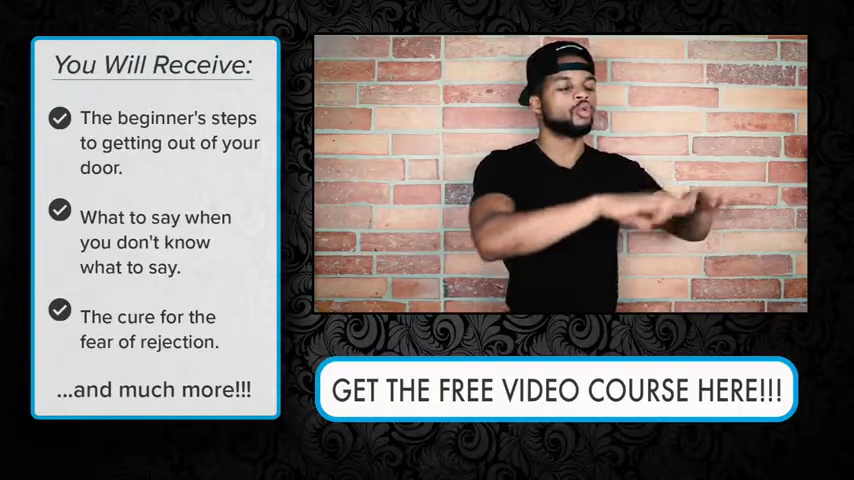 You Will Receive:
The beginner's steps
to getting out of your
door.
What to say when
you don't know
what to say.
The cure for the
fear of rejection.
...and much more!!!
GET THE FREE VIDEO COURSE HERE!!!